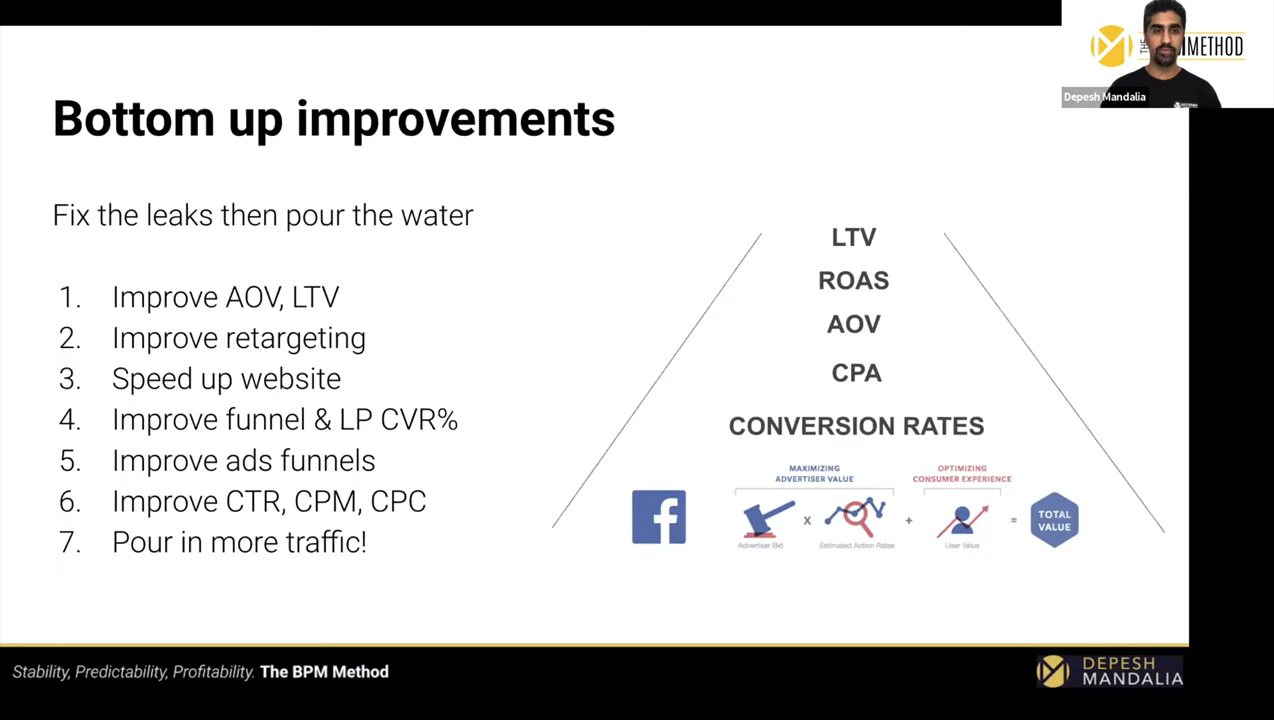 THE
METHOD
Depesh Mandalia
Bottom up improvements
Fix the leaks then pour the water
1. Improve AOV, LTV
2. Improve retargeting
3. Speed up website
4. Improve funnel & LP CVR%
5. Improve ads funnels
6. Improve CTR, CPM, CPC
7. Pour in more traffic!
LTV
ROAS
AOV
CPA
CONVERSION RATES
MAXIMIZING
ADVERTISER VALUE
OPTIMIZING
CONSUMER EXPERIENCE
f
x
+
=
TOTAL
VALUE
Advertiser Bid
Estimated Action Rates
User Value
Stability, Predictability, Profitability. The BPM Method
DEPESH
MANDALIA